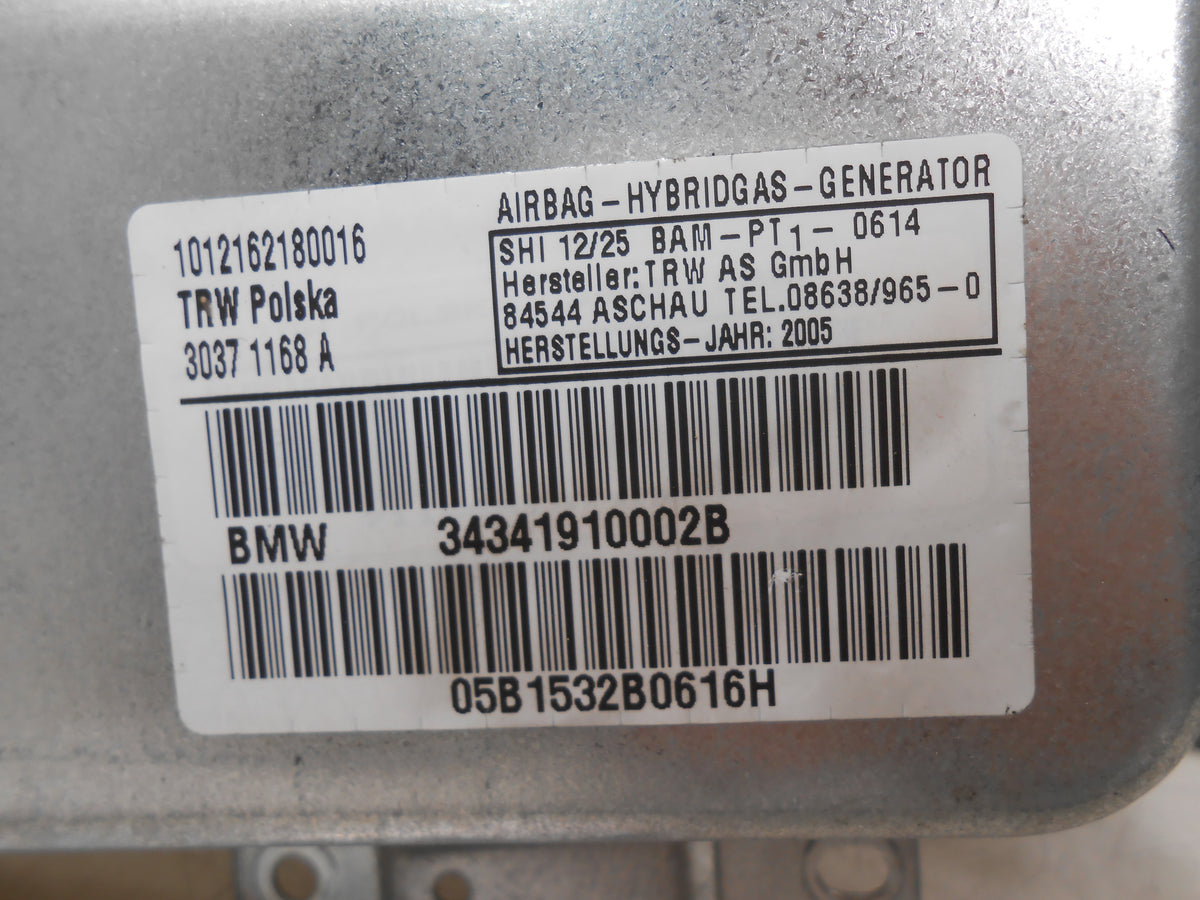 1012162180016
TRW Polska
3037 1168 A
AIRBAG-HYBRIDGAS-GENERATOR
SHI 12/25 BAM-PT1- 0614
Hersteller: TRW AS GmbH
84544 ASCHAU TEL.08638/965-0
HERSTELLUNGS-JAHR: 2005
BMW 34341910002B
05B1532B0616H